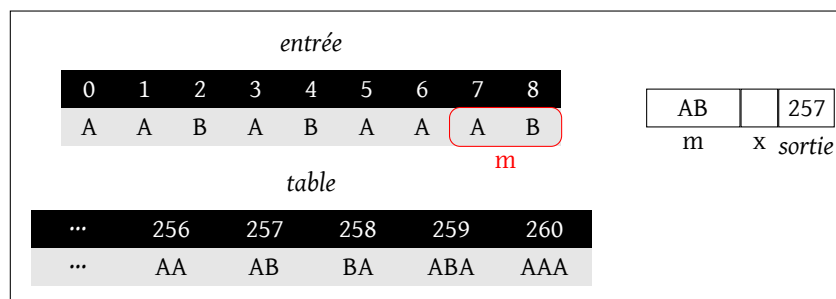 entrée
0 1 2 3 4 5 6 7 8
A A B A B A A A B
m
AB 257
m x sortie
table
... 256 257 258 259 260
... AA AB BA ABA AAA